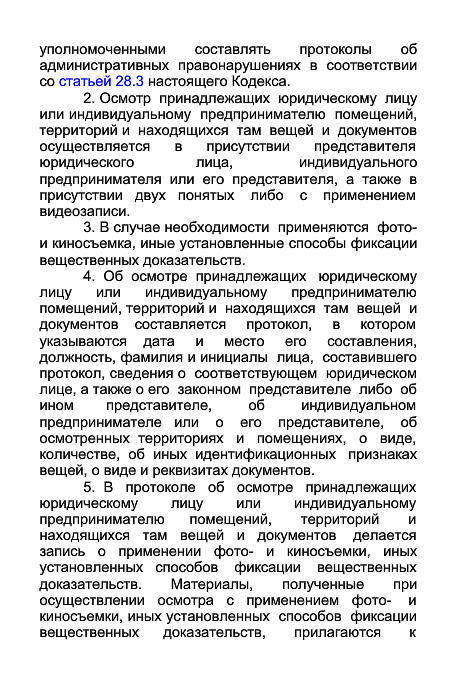 уполномоченными составлять протоколы об
административных правонарушениях в соответствии
со статьей 28.3 настоящего Кодекса.
2. Осмотр принадлежащих юридическому лицу
или индивидуальному предпринимателю помещений,
территорий и находящихся там вещей и документов
осуществляется в присутствии представителя
юридического лица, индивидуального
предпринимателя или его представителя, а также в
присутствии двух понятых либо с применением
видеозаписи.
3. В случае необходимости применяются фото-
и киносъемка, иные установленные способы фиксации
вещественных доказательств.
4. Об осмотре принадлежащих юридическому
лицу или индивидуальному предпринимателю
помещений, территорий и находящихся там вещей и
документов составляется протокол, в котором
указываются дата и место его составления,
должность, фамилия и инициалы лица, составившего
протокол, сведения о соответствующем юридическом
лице, а также о его законном представителе либо об
ином представителе, об индивидуальном
предпринимателе или о его представителе, об
осмотренных территориях и помещениях, о виде,
количестве, об иных идентификационных признаках
вещей, о виде и реквизитах документов.
5. В протоколе об осмотре принадлежащих
юридическому лицу или индивидуальному
предпринимателю помещений, территорий и
находящихся там вещей и документов делается
запись о применении фото- и киносъемки, иных
установленных способов фиксации вещественных
доказательств. Материалы, полученные при
осуществлении осмотра с применением фото- и
киносъемки, иных установленных способов фиксации
вещественных доказательств, прилагаются к